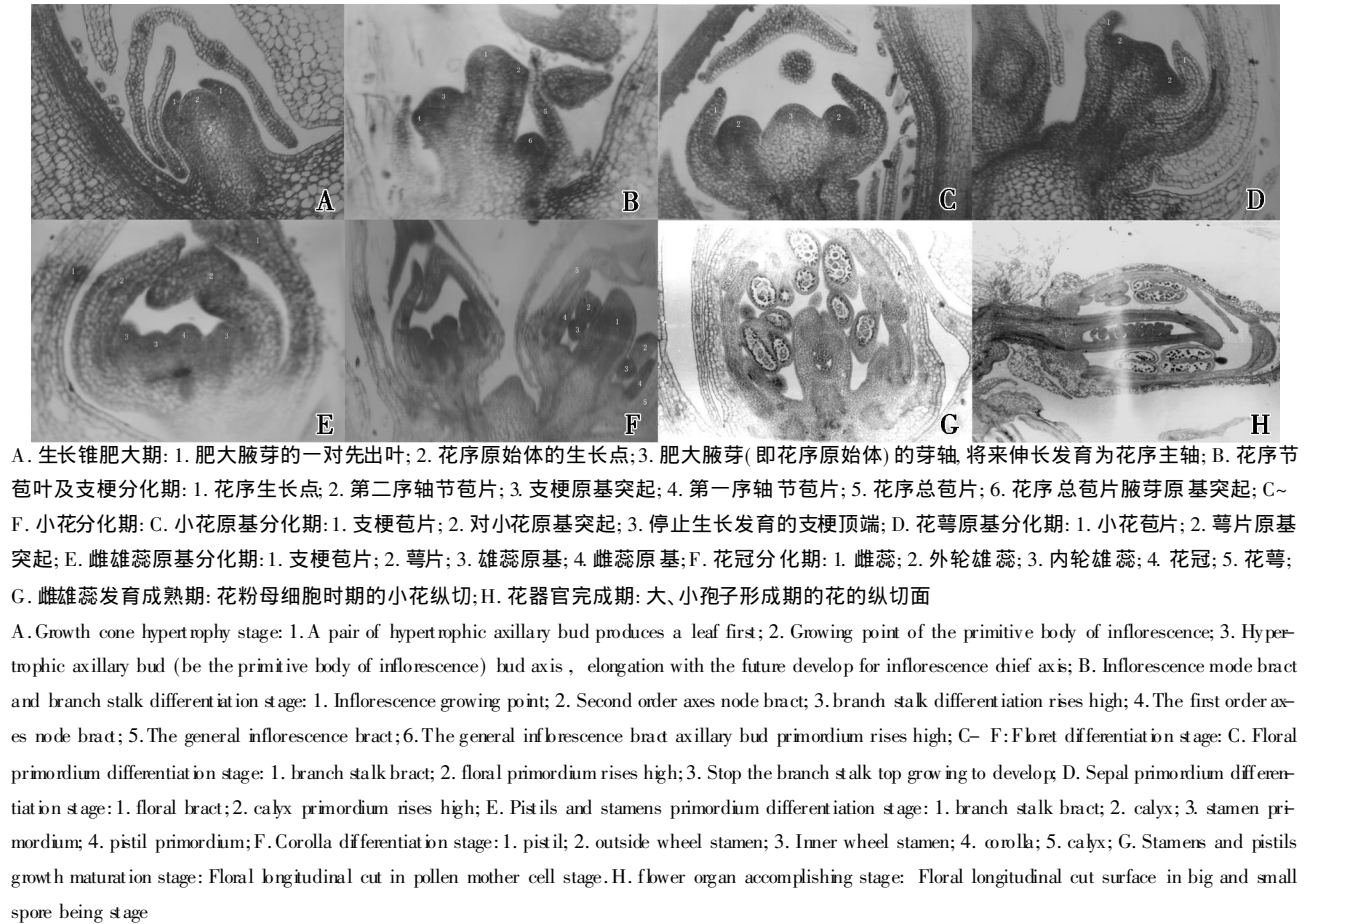 A
B
C
D
E
F
G
H
A. 生长锥肥大期: 1. 肥大腋芽的一对先出叶; 2. 花序原始体的生长点; 3. 肥大腋芽( 即花序原始体) 的芽轴, 将来伸长发育为花序主轴; B. 花序节
苞叶及支梗分化期: 1. 花序生长点; 2. 第二序轴节苞片; 3. 支梗原基突起; 4. 第一序轴节苞片; 5. 花序总苞片; 6. 花序总苞片腋芽原基突起; C~
F. 小花分化期: C. 小花原基分化期: 1. 支梗苞片; 2. 对小花原基突起; 3. 停止生长发育的支梗顶端; D. 花萼原基分化期: 1. 小花苞片; 2. 萼片原基
突起; E. 雌雄蕊原基分化期: 1. 支梗苞片; 2. 萼片; 3. 雄蕊原基; 4. 雌蕊原基; F. 花冠分化期: 1. 雌蕊; 2. 外轮雄蕊; 3. 内轮雄蕊; 4. 花冠; 5. 花萼;
G. 雌雄蕊发育成熟期: 花粉母细胞时期的小花纵切; H. 花器官完成期: 大、小孢子形成期的花的纵切面
A. Growth cone hypertrophy stage: 1. A pair of hypertrophic axillary bud produces a leaf first; 2. Growing point of the primitive body of inflorescence; 3. Hyper-
trophic axillary bud (be the primitive body of inflorescence) bud axis , elongation with the future develop for inflorescence chief axis; B. Inflorescence mode bract
and branch stalk differentiation stage: 1. Inflorescence growing point; 2. Second order axes node bract; 3. branch stalk differentiation rises high; 4. The first order ax-
es node bract; 5. The general inflorescence bract; 6. The general inflorescence bract axillary bud primordium rises high; C- F: Floret differentiation stage: C. Floral
primordium differentiation stage: 1. branch stalk bract; 2. floral primordium rises high; 3. Stop the branch stalk top growing to develop; D. Sepal primordium differen-
tiation stage: 1. floral bract; 2. calyx primordium rises high; E. Pistils and stamens primordium differentiation stage: 1. branch stalk bract; 2. calyx; 3. stamen pri-
mordium; 4. pistil primordium; F. Corolla differentiation stage: 1. pistil; 2. outside wheel stamen; 3. Inner wheel stamen; 4. corolla; 5. calyx; G. Stamens and pistils
growth maturation stage: Floral longitudinal cut in pollen mother cell stage. H. flower organ accomplishing stage: Floral longitudinal cut surface in big and small
spore being stage